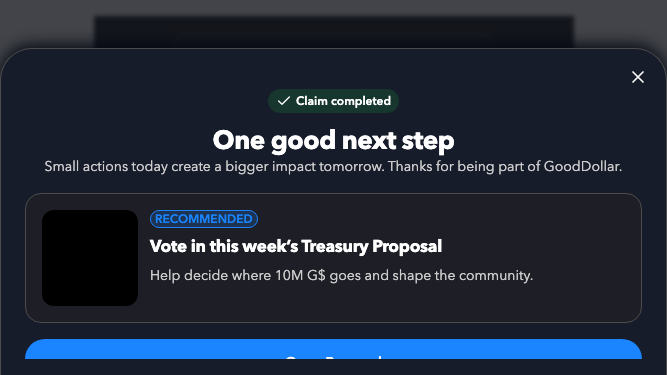 Claim completed
One good next step
Small actions today create a bigger impact tomorrow. Thanks for being part of GoodDollar.
RECOMMENDED
Vote in this week’s Treasury Proposal
Help decide where 10M G$ goes and shape the community.